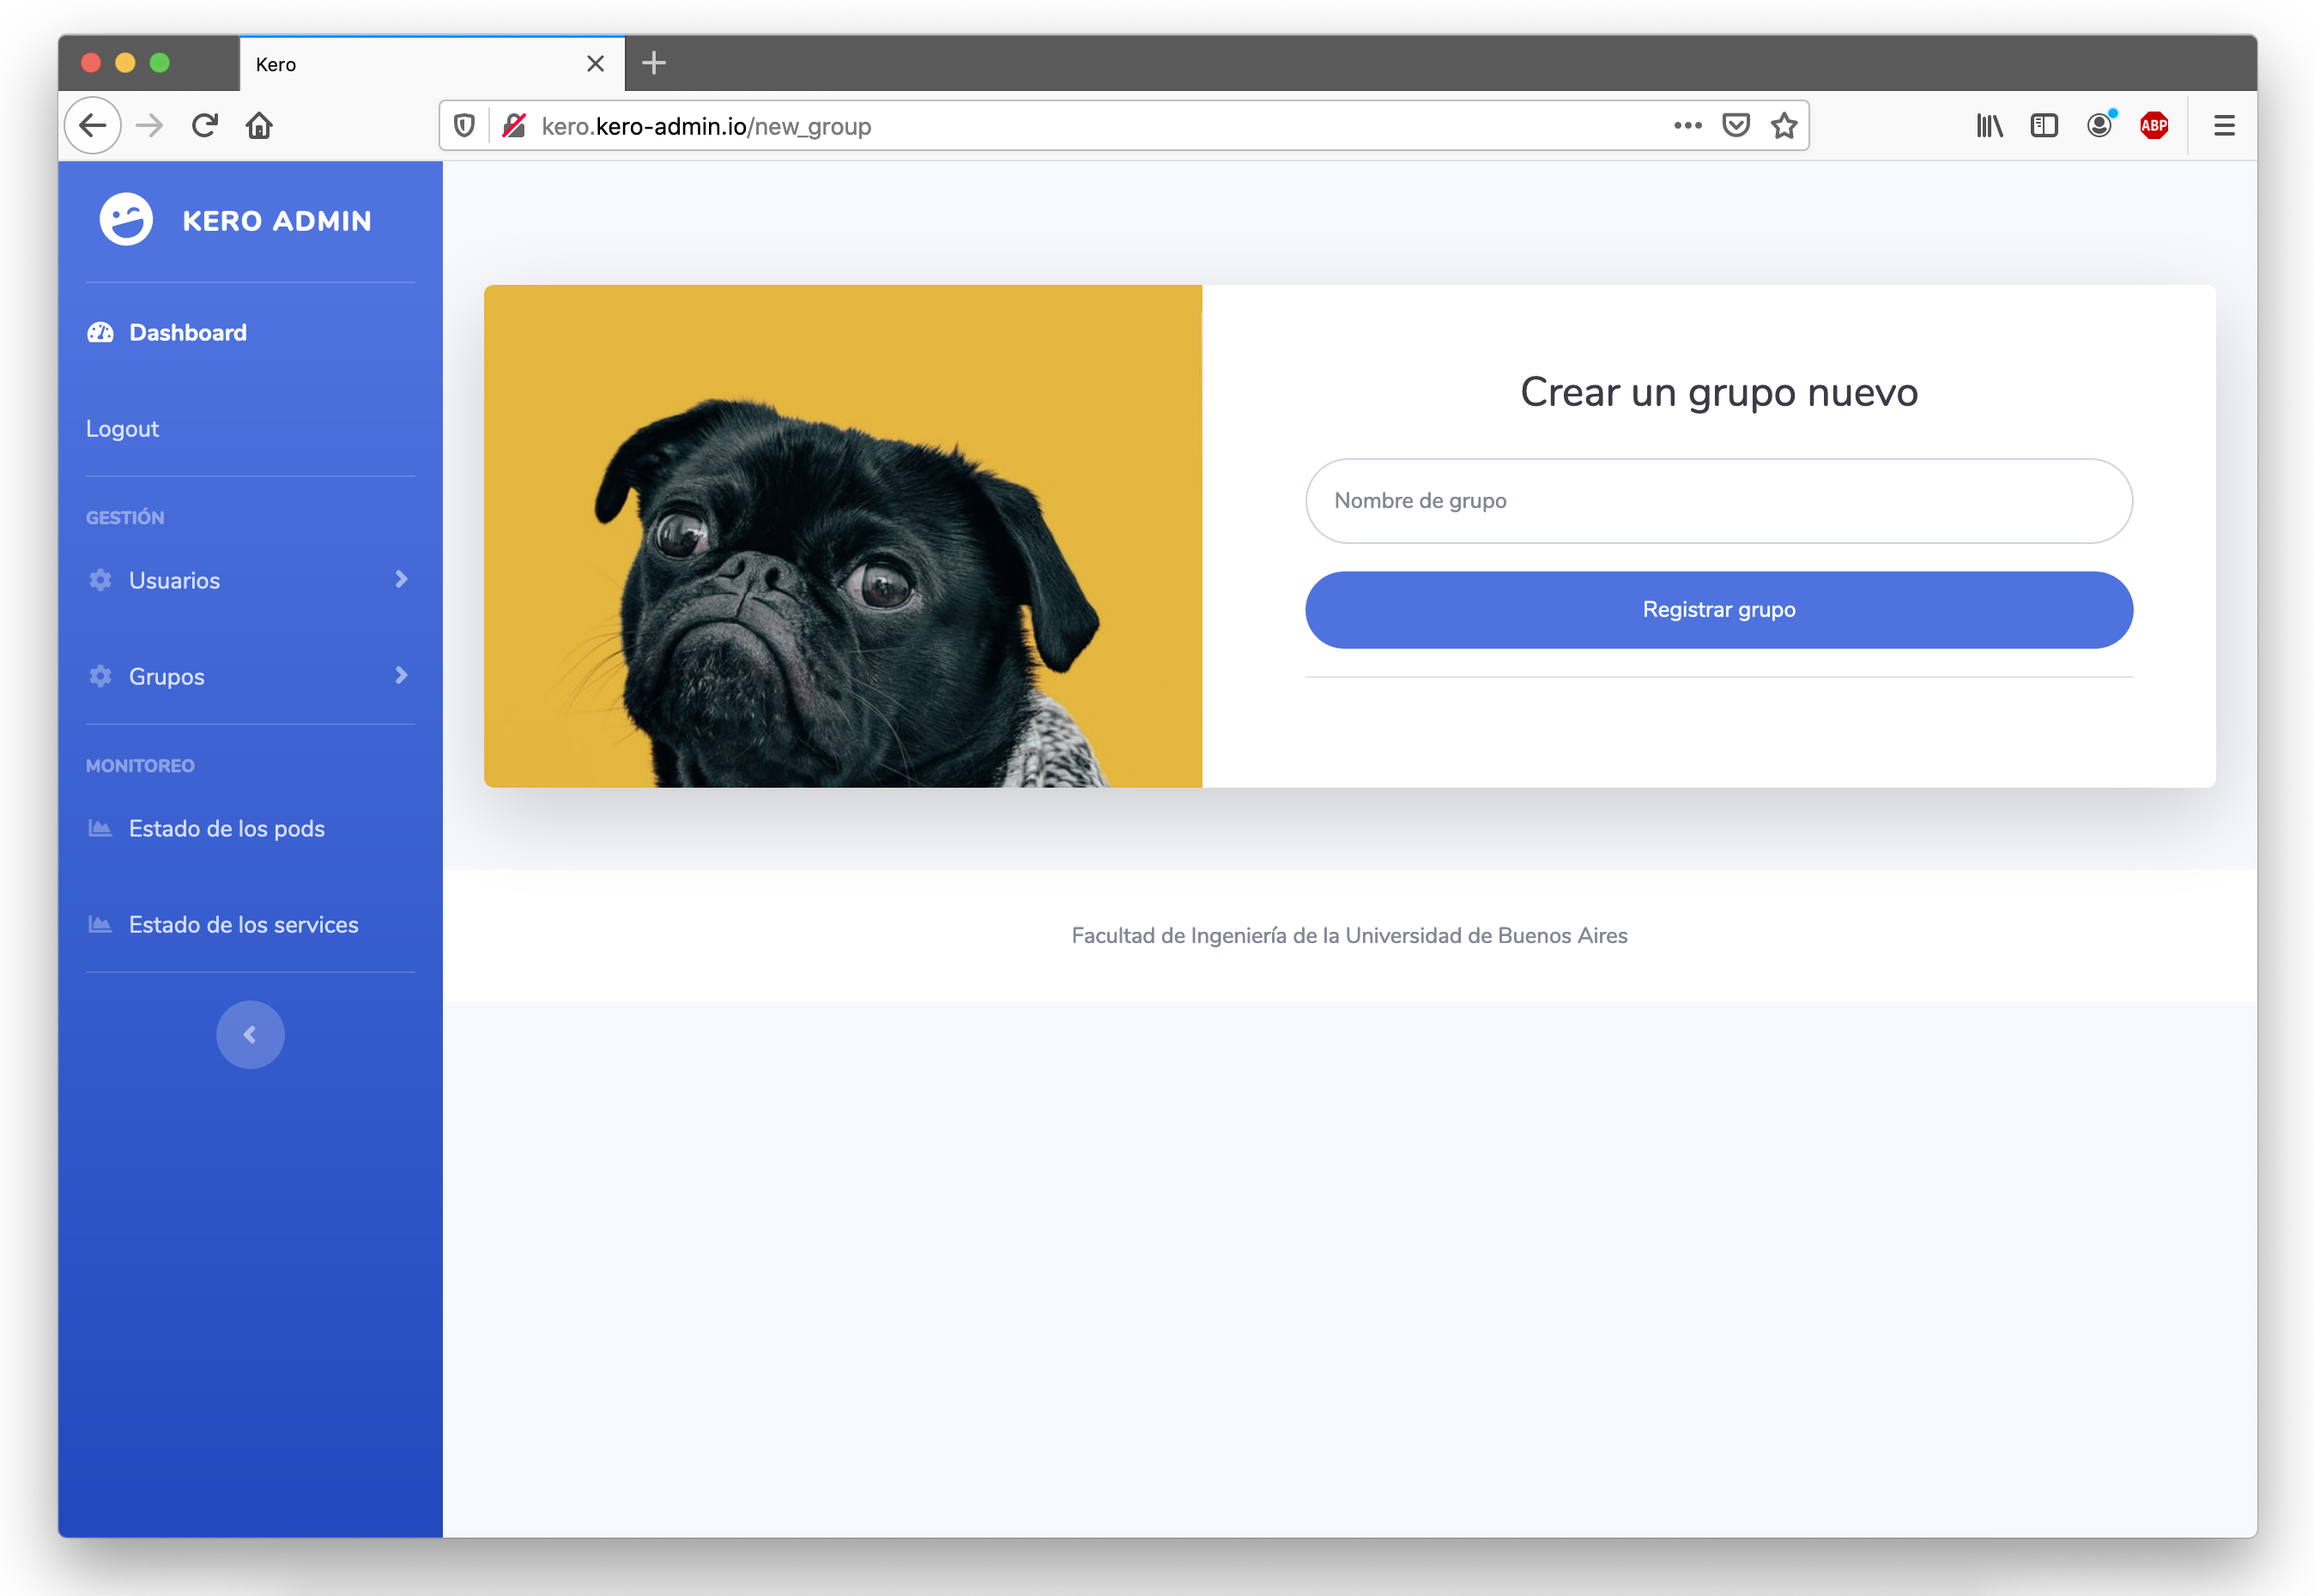 Kero
kero.kero-admin.io/new_group
ABP
KERO ADMIN
Dashboard
Logout
GESTIÓN
Usuarios
Grupos
MONITOREO
Estado de los pods
Estado de los services
Crear un grupo nuevo
Nombre de grupo
Registrar grupo
Facultad de Ingeniería de la Universidad de Buenos Aires